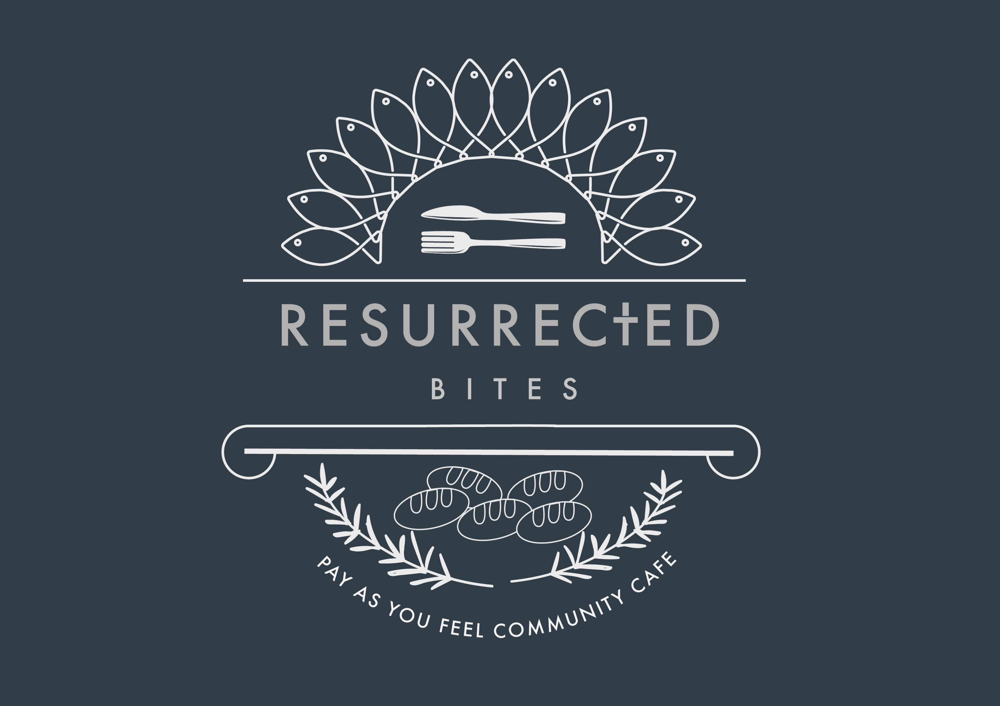 RESURRECTED
BITES
PAY AS YOU FEEL COMMUNITY CAFE